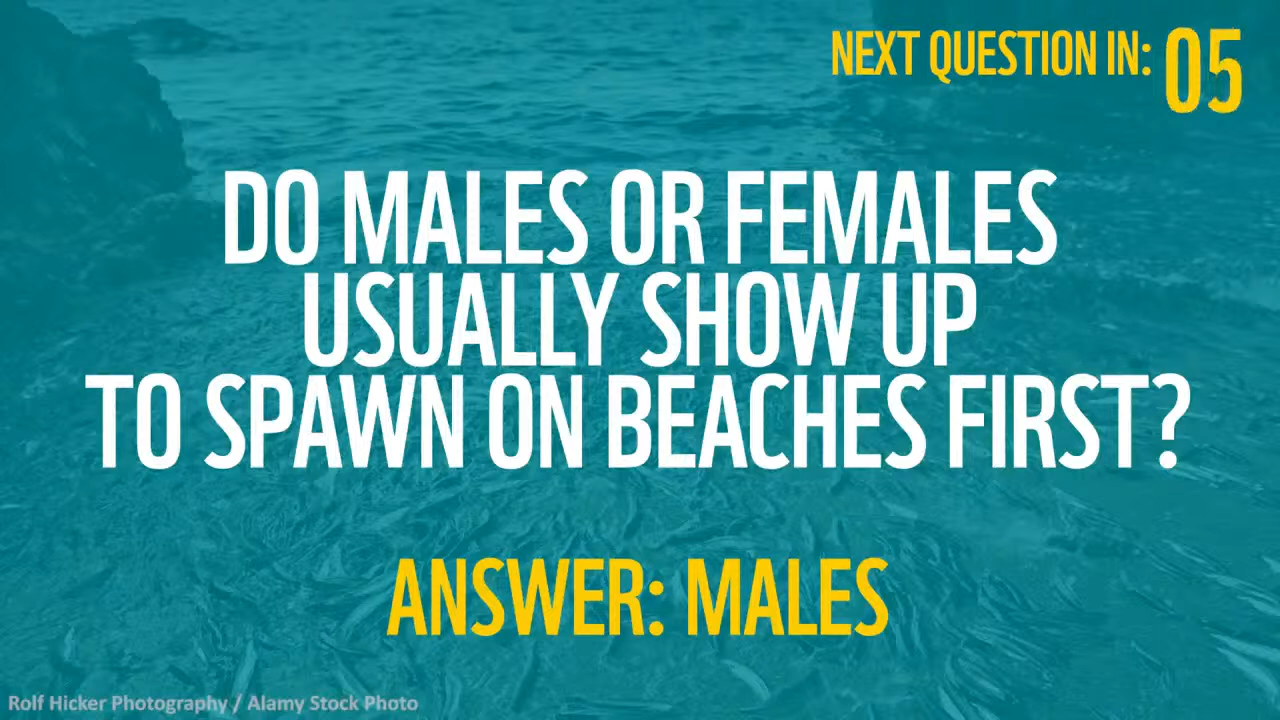 NEXT QUESTION IN: 05
DO MALES OR FEMALES
USUALLY SHOW UP
TO SPAWN ON BEACHES FIRST?
ANSWER: MALES
Rolf Hicker Photography / Alamy Stock Photo